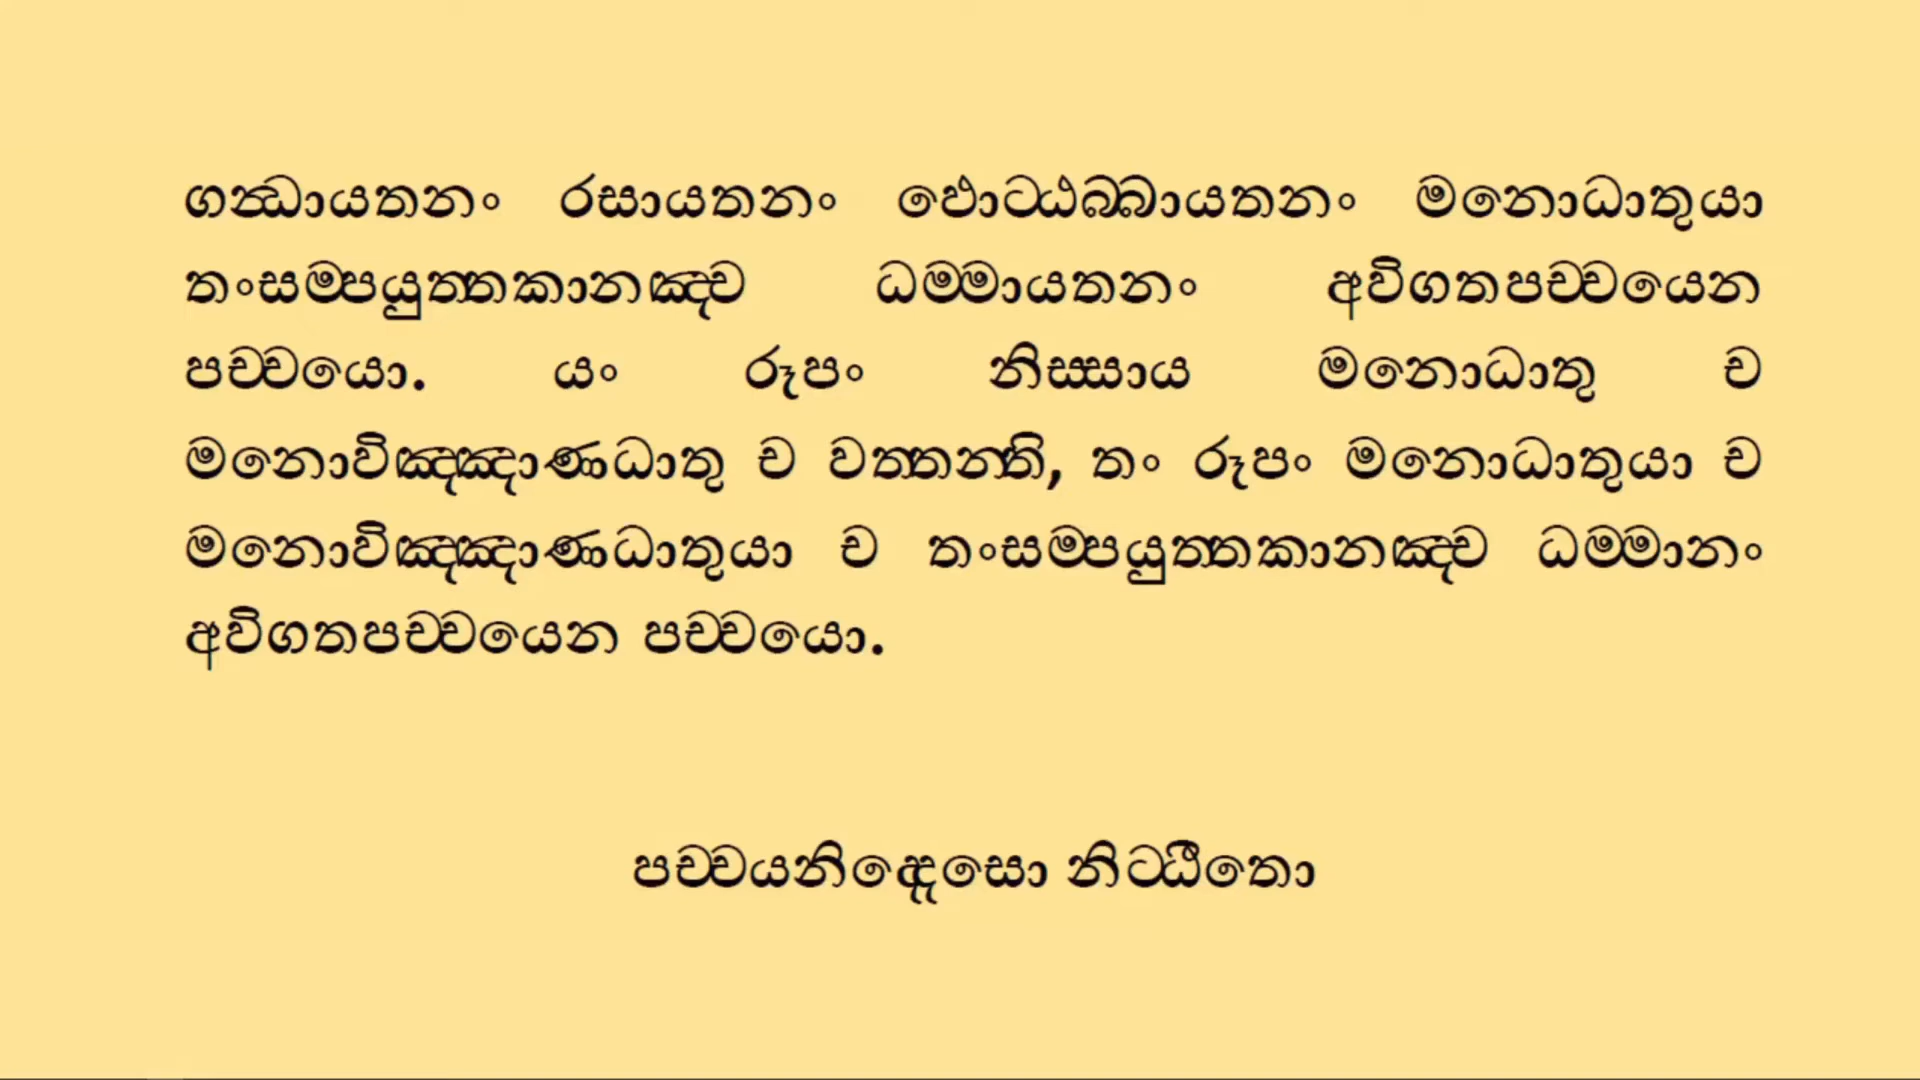 ගන්ධායතනං රසායතනං ඵොට්ඨබ්බායතනං මනොධාතුයා
තංසම්පයුත්තකානඤ්ච ධම්මායතනං අවිගතපච්චයෙන
පච්චයො. යං රූපං නිස්සාය මනොධාතු ච
මනොවිඤ්ඤාණධාතු ච වත්තන්ති, තං රූපං මනොධාතුයා ච
මනොවිඤ්ඤාණධාතුයා ච තංසම්පයුත්තකානඤ්ච ධම්මානං
අවිගතපච්චයෙන පච්චයො.
පච්චයනිද්දෙසො නිට්ඨීතො